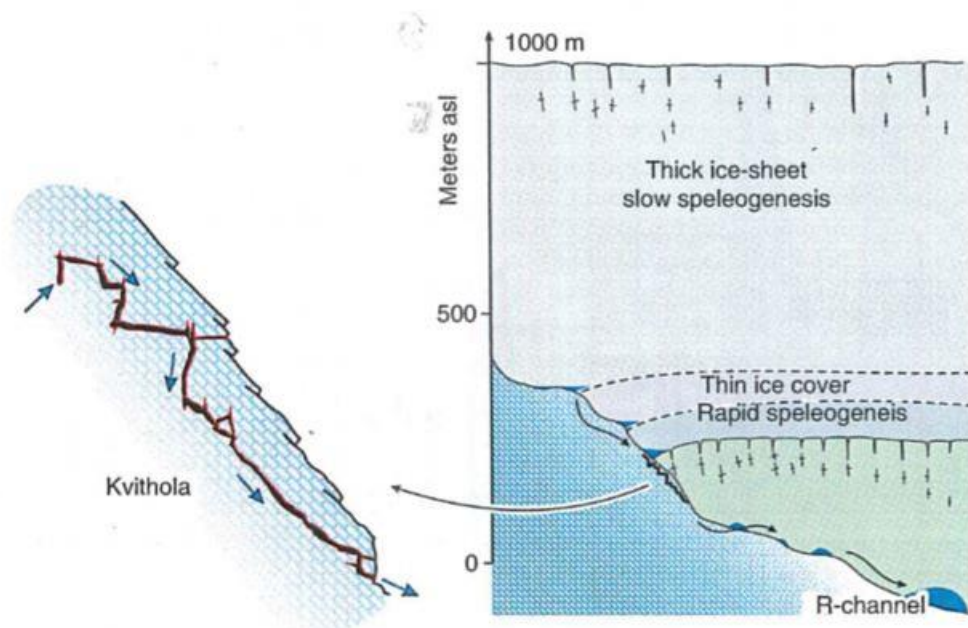 1000 m
Meters asl
Thick ice-sheet
slow speleogenesis
500
Thin ice cover
Rapid speleogeneis
Kvithola
0
R-channel